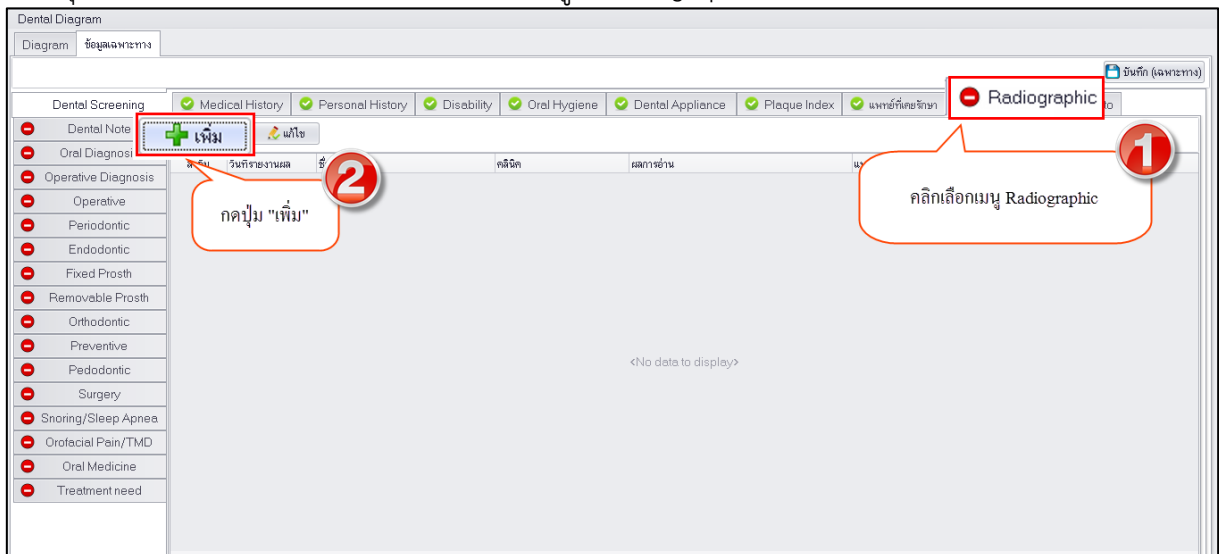 Dental Diagram
Diagram ข้อมูลเฉพาะทาง
บันทึก (เฉพาะทาง)
Dental Screening Medical History Personal History Disability Oral Hygiene Dental Appliance Plaque Index แพทย์ที่เคยรักษา Radiographic
Dental Note เพิ่ม แก้ไข
1
Oral Diagnosi
วันที่รายงานผล คลินิค ผลการอ่าน
2
Operative Diagnosis
คลิกเลือกเมนู Radiographic
Operative
กดปุ่ม "เพิ่ม"
Periodontic
Endodontic
Fixed Prosth
Removable Prosth
Orthodontic
Preventive
<No data to display>
Pedodontic
Surgery
Snoring/Sleep Apnea
Orofacial Pain/TMD
Oral Medicine
Treatment need